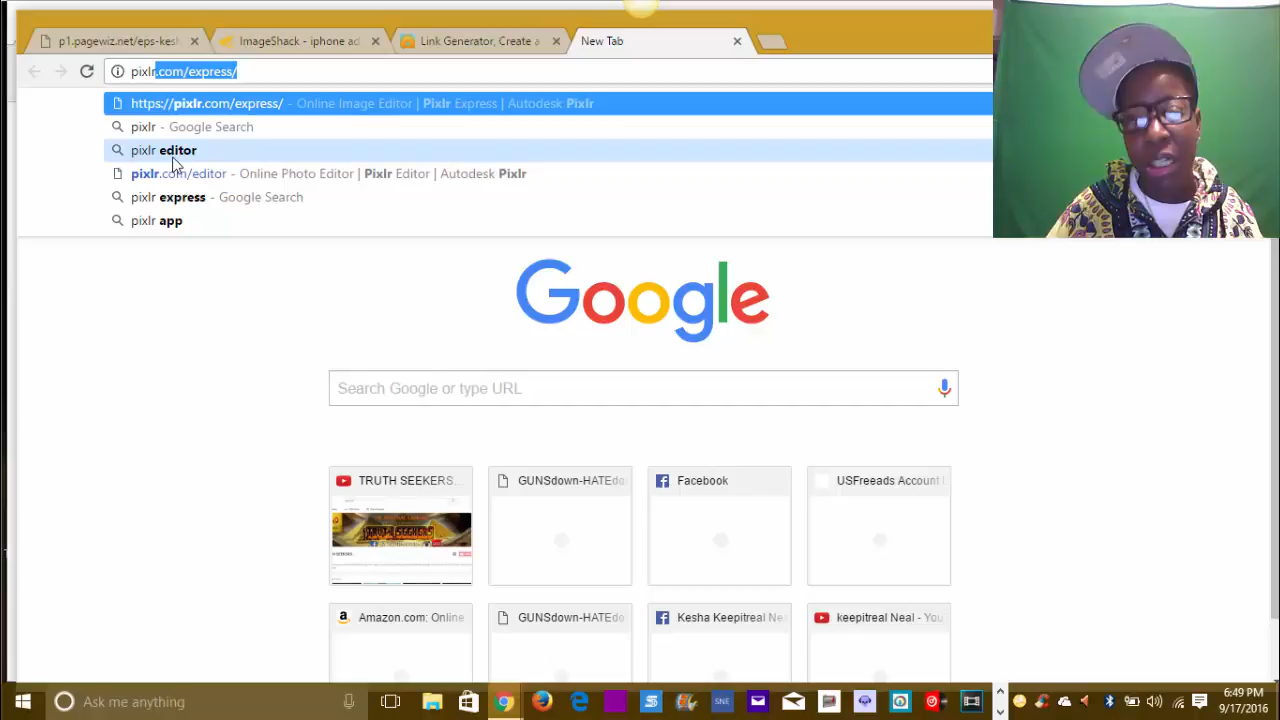 p1.pagewiz.net/eps-kesh
ImageShack - iphone ad
Link Generator, Create a
New Tab
pixlr.com/express/
https://pixlr.com/express/ - Online Image Editor | Pixlr Express | Autodesk Pixlr
pixlr - Google Search
pixlr editor
pixlr.com/editor - Online Photo Editor | Pixlr Editor | Autodesk Pixlr
pixlr express - Google Search
pixlr app
Google
Search Google or type URL
TRUTH SEEKERS...
GUNSdown-HATEdo
Facebook
USFreeads Account
TRUTH SEEKERS
Amazon.com: Online
GUNSdown-HATEdo
Kesha Keepitreal Ne
keepitreal Neal - You
Ask me anything
SNE
6:49 PM
9/17/2016